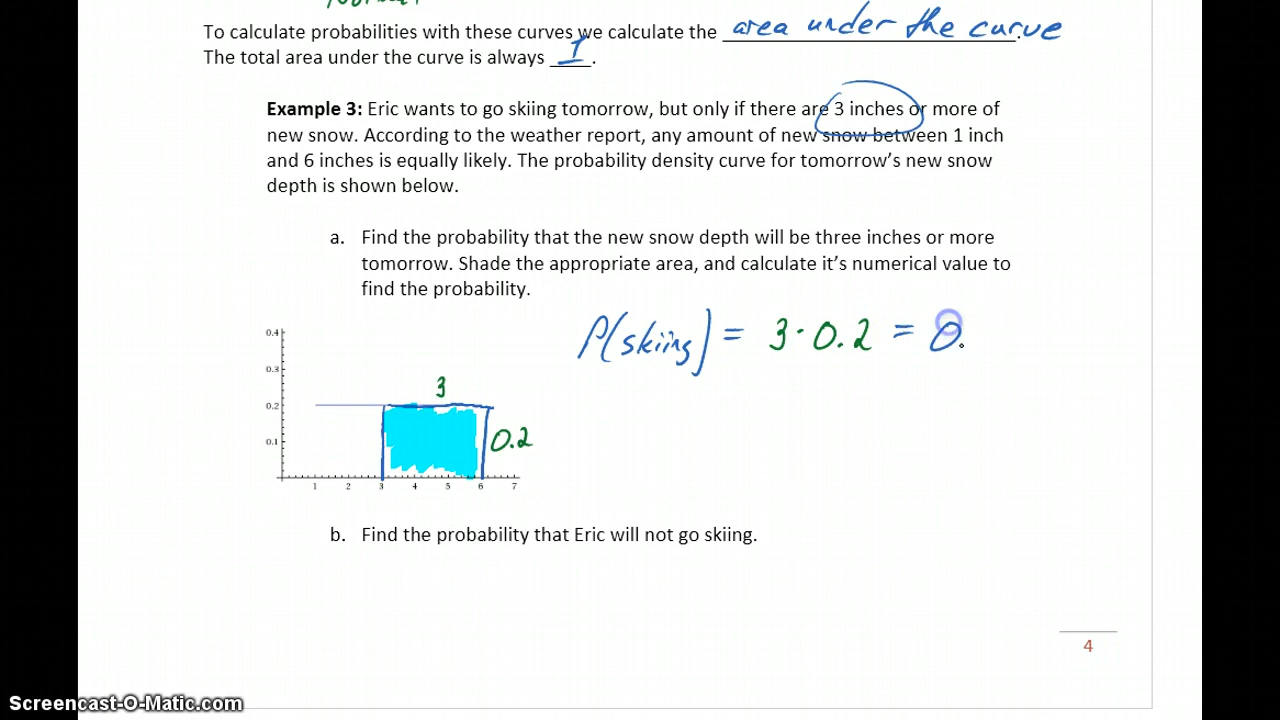 Normal
To calculate probabilities with these curves we calculate the area under the curve.
The total area under the curve is always 1.
Example 3: Eric wants to go skiing tomorrow, but only if there are 3 inches or more of
new snow. According to the weather report, any amount of new snow between 1 inch
and 6 inches is equally likely. The probability density curve for tomorrow's new snow
depth is shown below.
a. Find the probability that the new snow depth will be three inches or more
tomorrow. Shade the appropriate area, and calculate it's numerical value to
find the probability.
P(skiing) = 3·0.2 = 0.
0.4
0.3
3
0.2
0.1
0.2
1 2 3 4 5 6 7
b. Find the probability that Eric will not go skiing.
4
Screencast-O-Matic.com